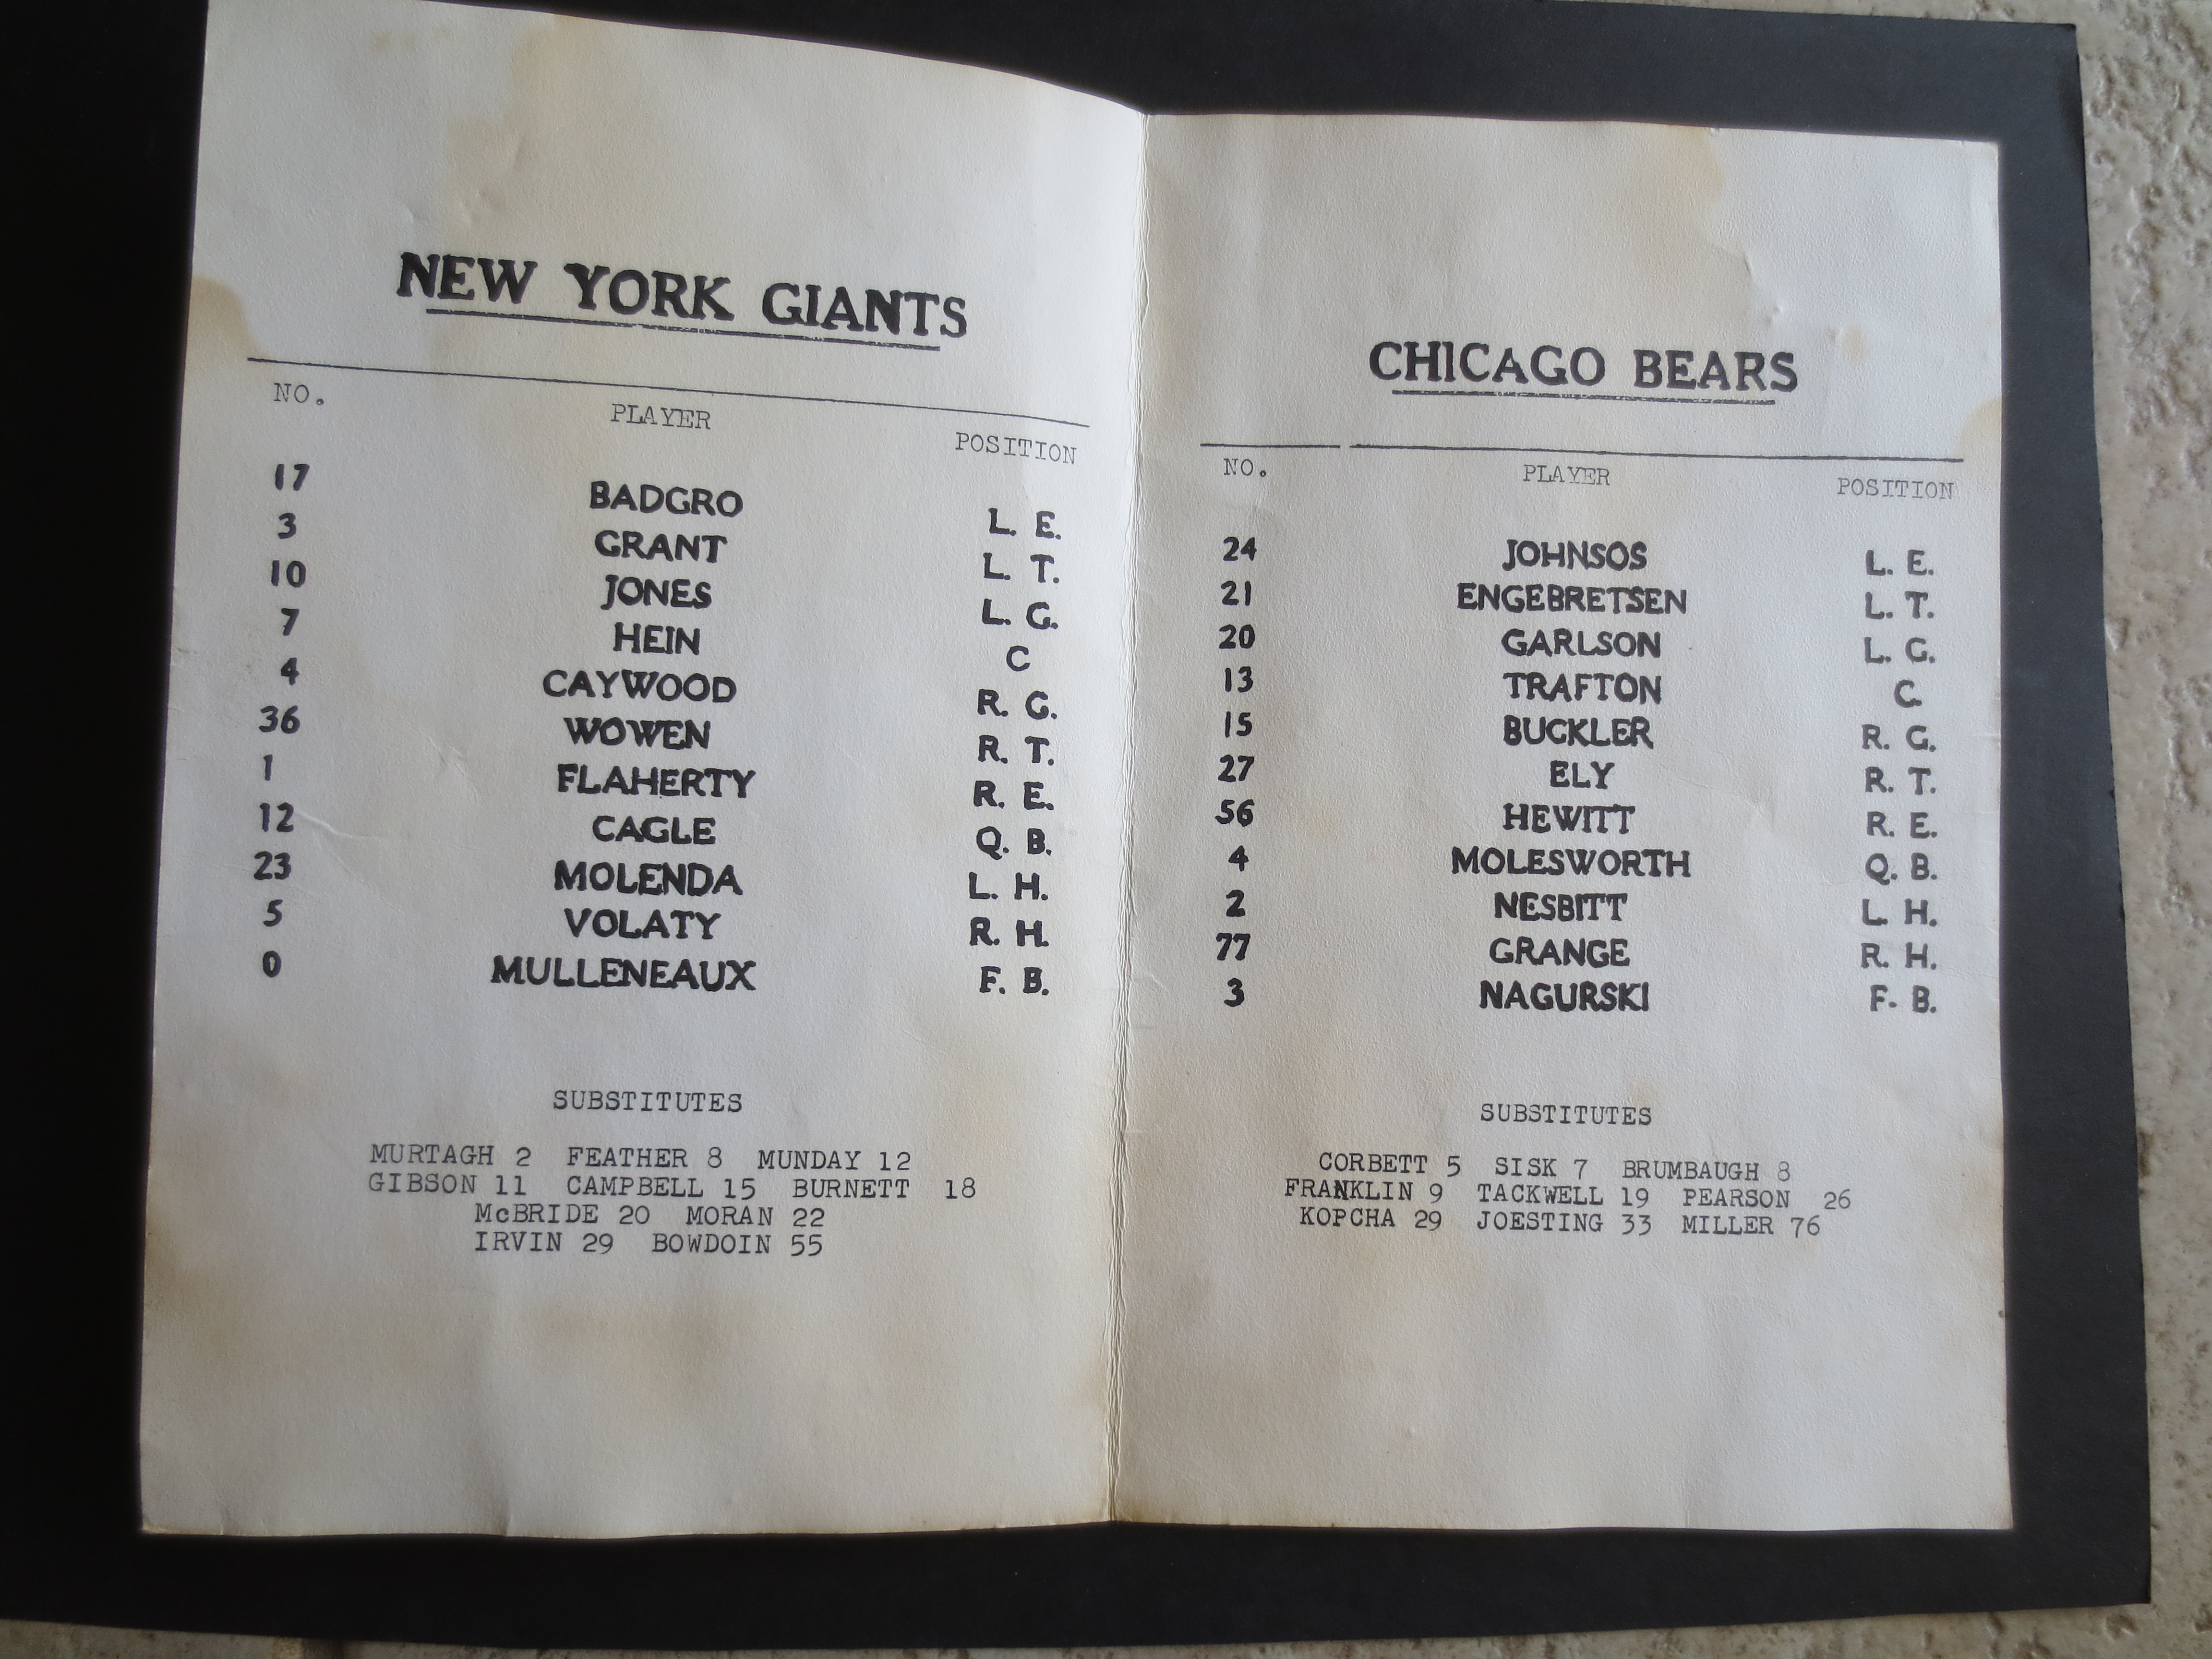 NEW YORK GIANTS
NO. PLAYER POSITION
17 BADGRO L. E.
3 GRANT L. T.
10 JONES L. G.
7 HEIN C
4 CAYWOOD R. G.
36 WOWEN R. T.
1 FLAHERTY R. E.
12 CAGLE Q. B.
23 MOLENDA L. H.
5 VOLATY R. H.
0 MULLENEAUX F. B.
SUBSTITUTES
MURTAGH 2 FEATHER 8 MUNDAY 12
GIBSON 11 CAMPBELL 15 BURNETT 18
McBRIDE 20 MORAN 22
IRVIN 29 BOWDOIN 55
CHICAGO BEARS
NO. PLAYER POSITION
24 JOHNSOS L. E.
21 ENGEBRETSEN L. T.
20 GARLSON L. G.
13 TRAFTON C.
15 BUCKLER R. G.
27 ELY R. T.
56 HEWITT R. E.
4 MOLESWORTH Q. B.
2 NESBITT L. H.
77 GRANGE R. H.
3 NAGURSKI F. B.
SUBSTITUTES
CORBETT 5 SISK 7 BRUMBAUGH 8
FRANKLIN 9 TACKWELL 19 PEARSON 26
KOPCHA 29 JOESTING 33 MILLER 76